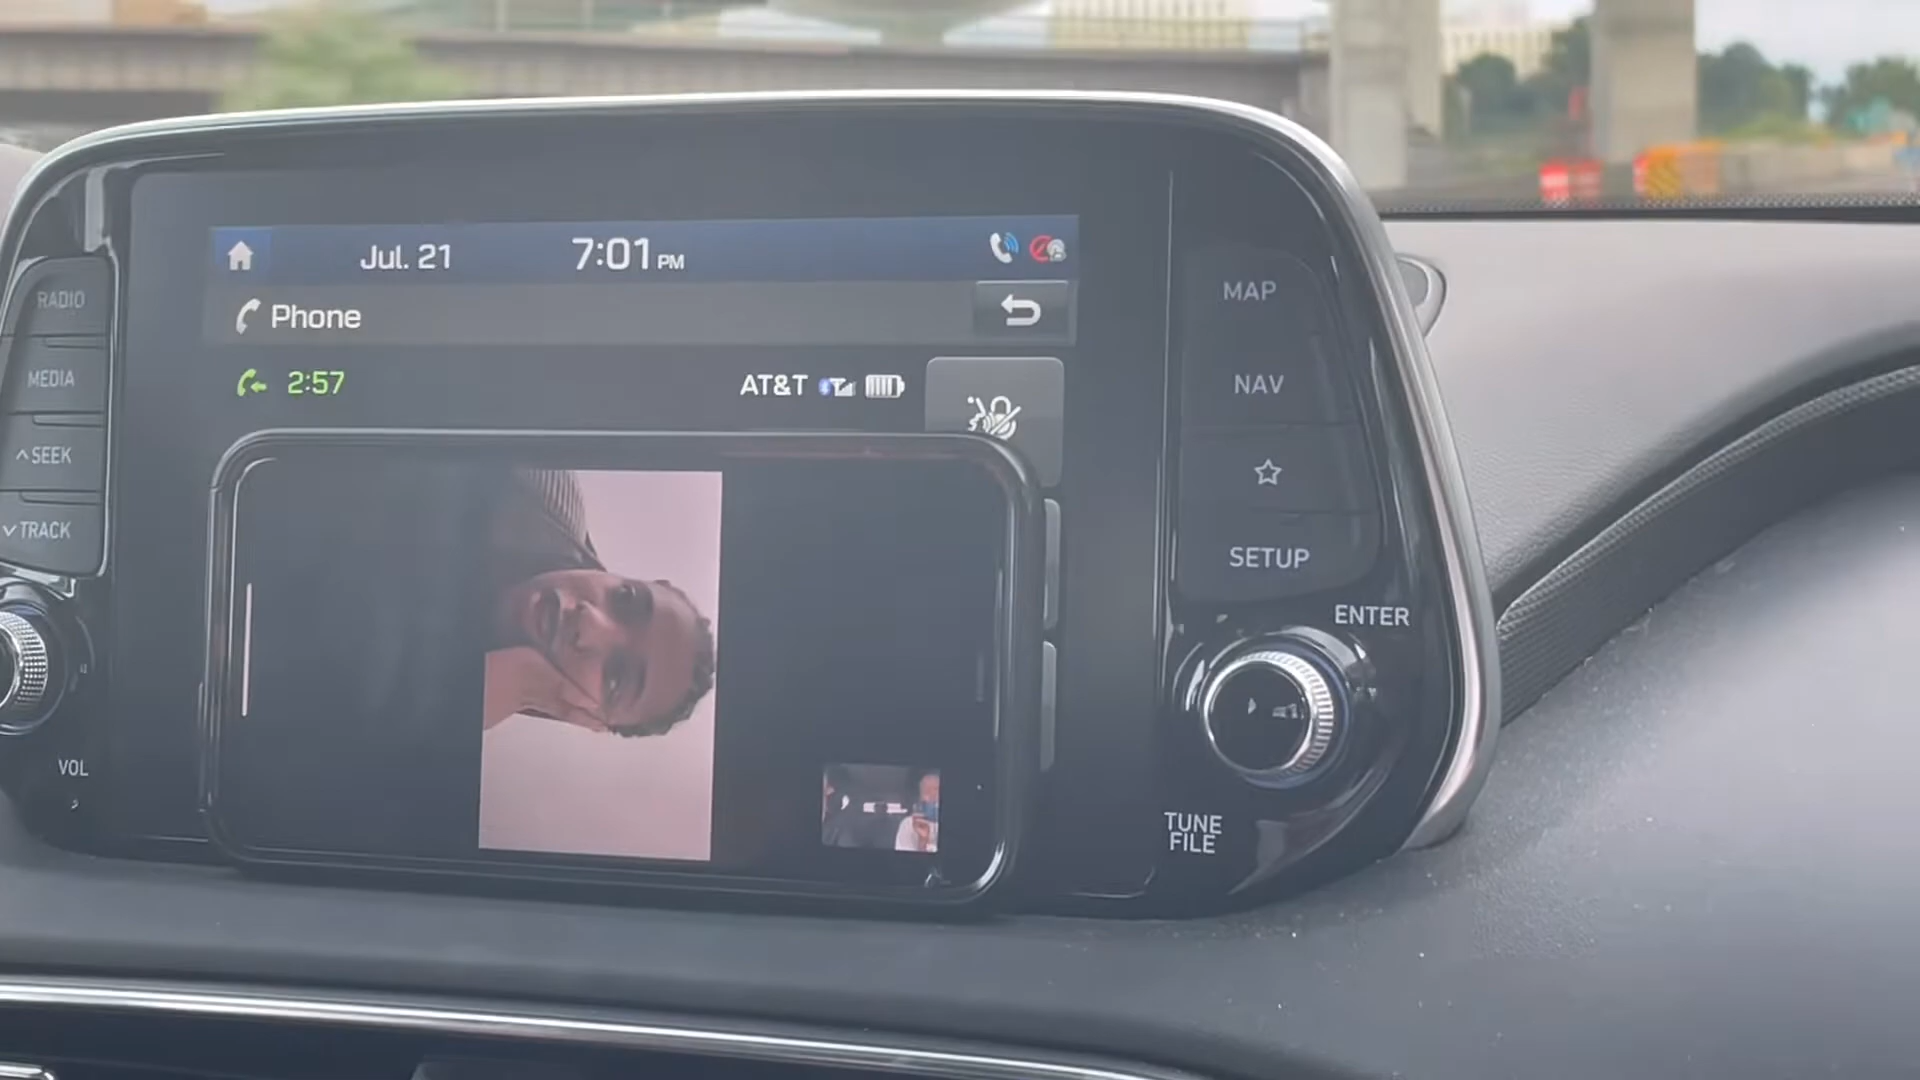 Jul. 21
7:01 PM
Phone
2:57
AT&T
RADIO
MEDIA
SEEK
TRACK
VOL
MAP
NAV
SETUP
ENTER
TUNE
FILE